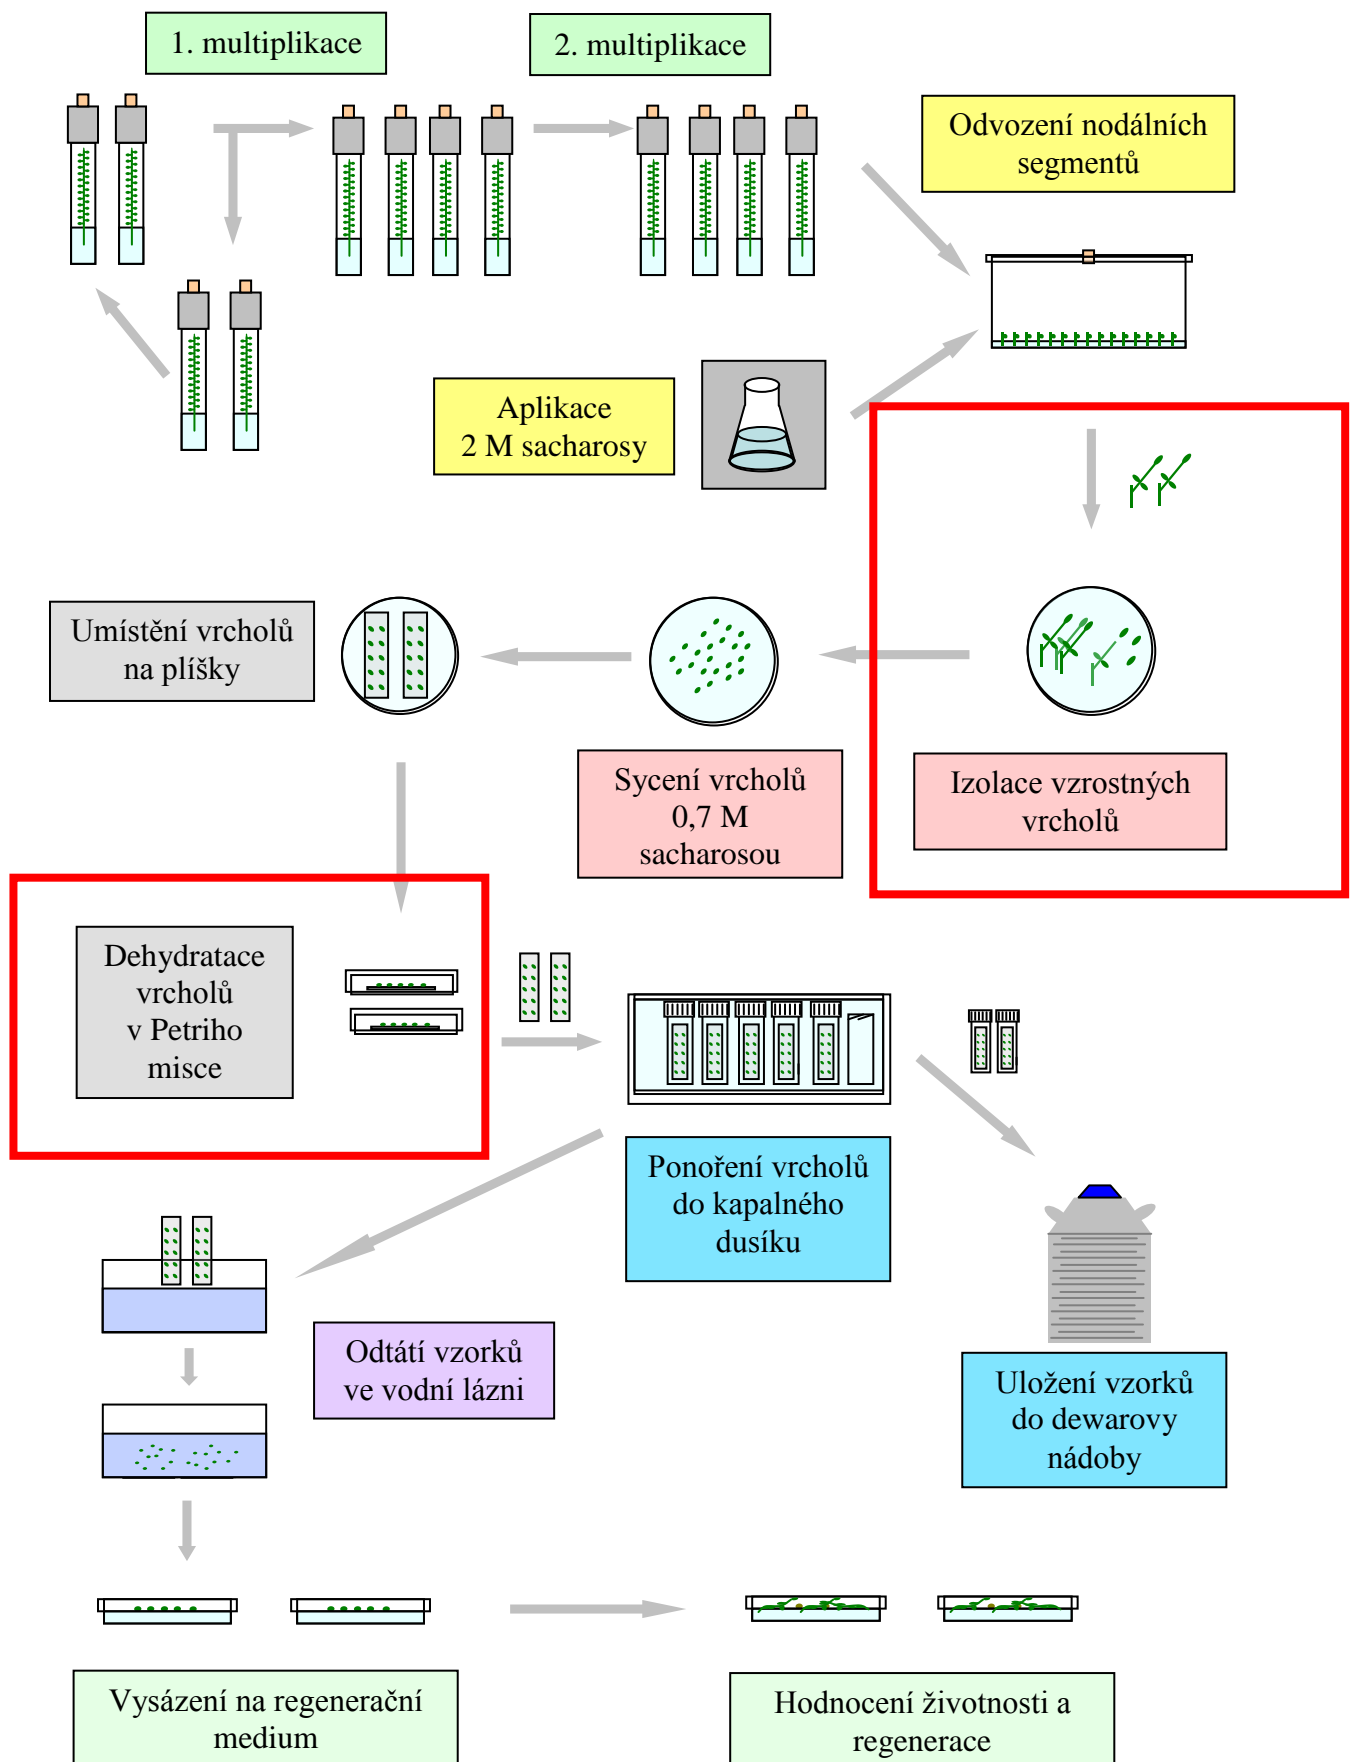 1. multiplikace
2. multiplikace
Odvození nodálních
segmentů
Aplikace
2 M sacharosy
Umístění vrcholů
na plíšky
Sycení vrcholů
0,7 M
sacharosou
Izolace vzrostných
vrcholů
Dehydratace
vrcholů
v Petriho
misce
Ponoření vrcholů
do kapalného
dusíku
Odtátí vzorků
ve vodní lázni
Uložení vzorků
do dewarovy
nádoby
Vysázení na regenerační
medium
Hodnocení životnosti a
regenerace